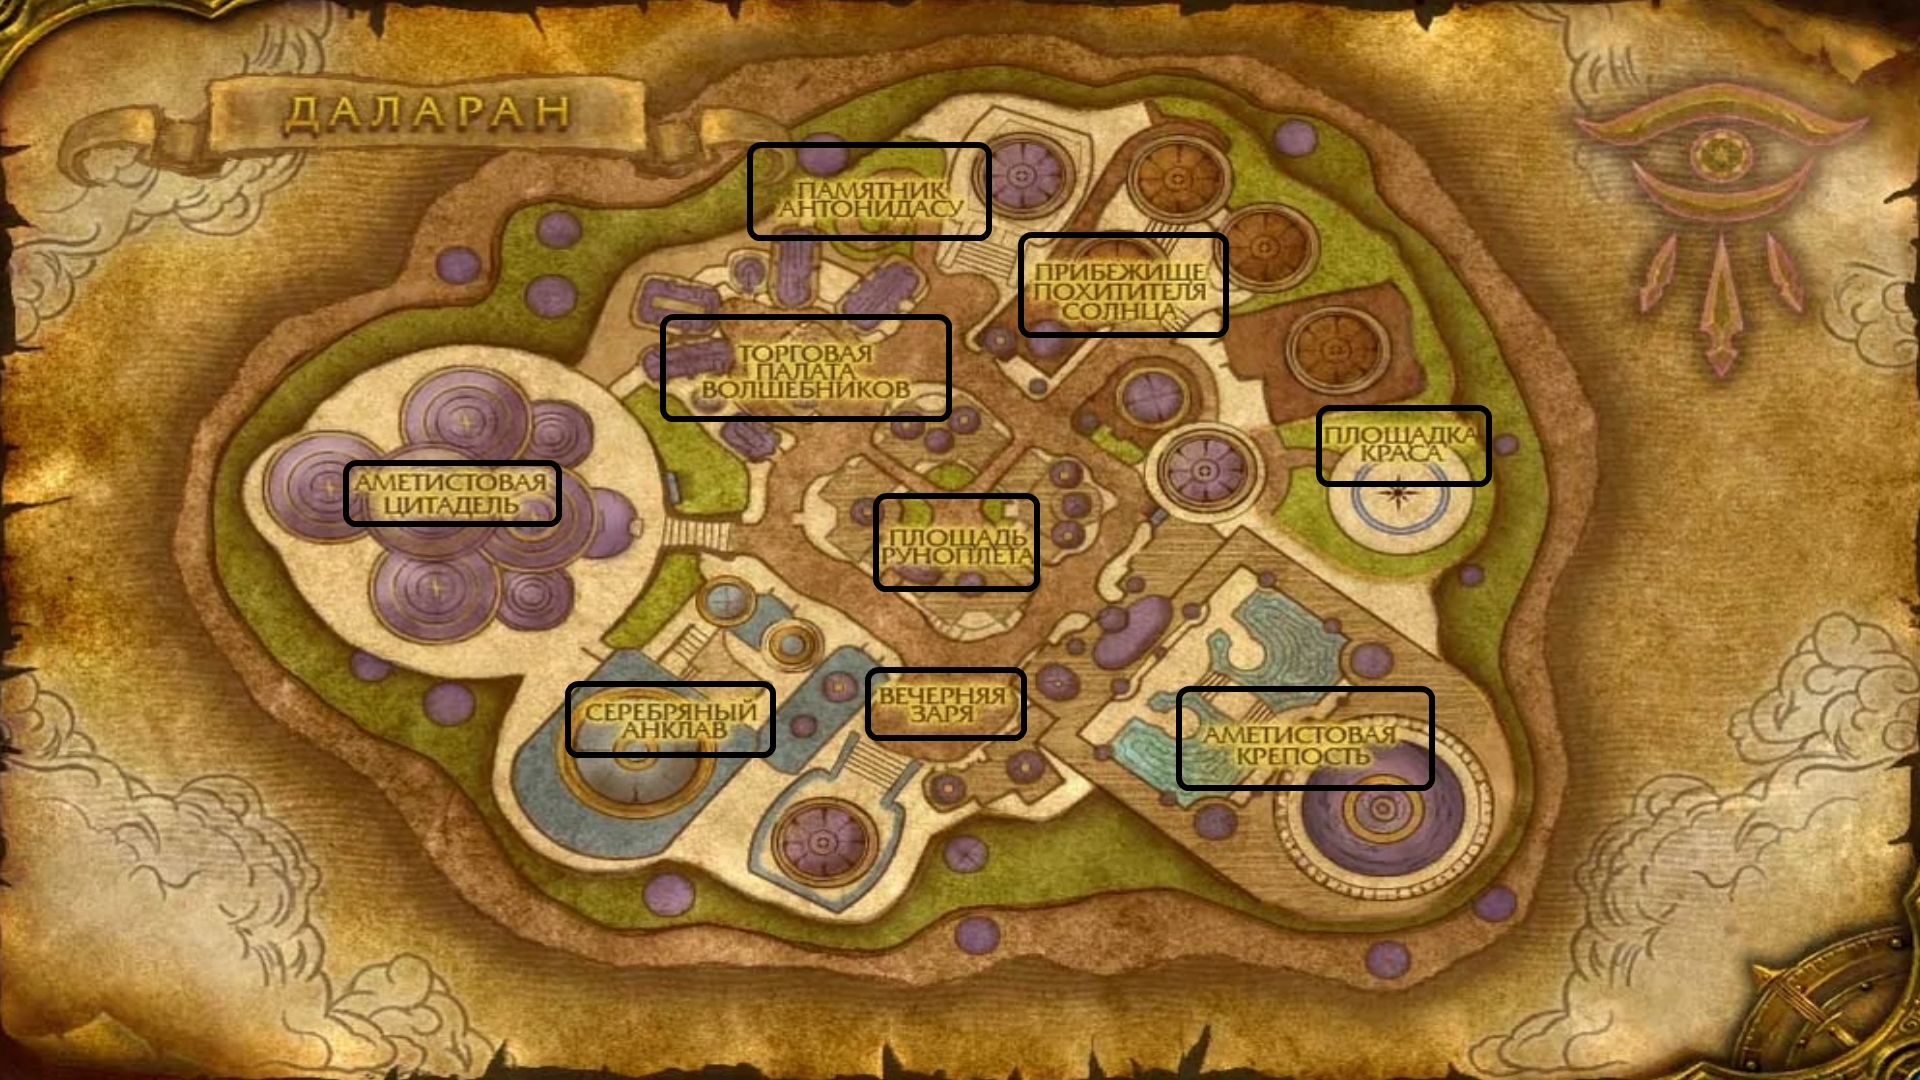 ДАЛАРАН
ПАМЯТНИК
АНТОНИДАСУ
ПРИБЕЖИЩЕ
ПОХИТИТЕЛЯ
СОЛНЦА
ТОРГОВАЯ
ПАЛАТА
ВОЛШЕБНИКОВ
ПЛОЩАДКА
КРАСА
АМЕТИСТОВАЯ
ЦИТАДЕЛЬ
ПЛОЩАДЬ
РУНОПЛЕТА
СЕРЕБРЯНЫЙ
АНКЛАВ
ВЕЧЕРНЯЯ
ЗАРЯ
АМЕТИСТОВАЯ
КРЕПОСТЬ